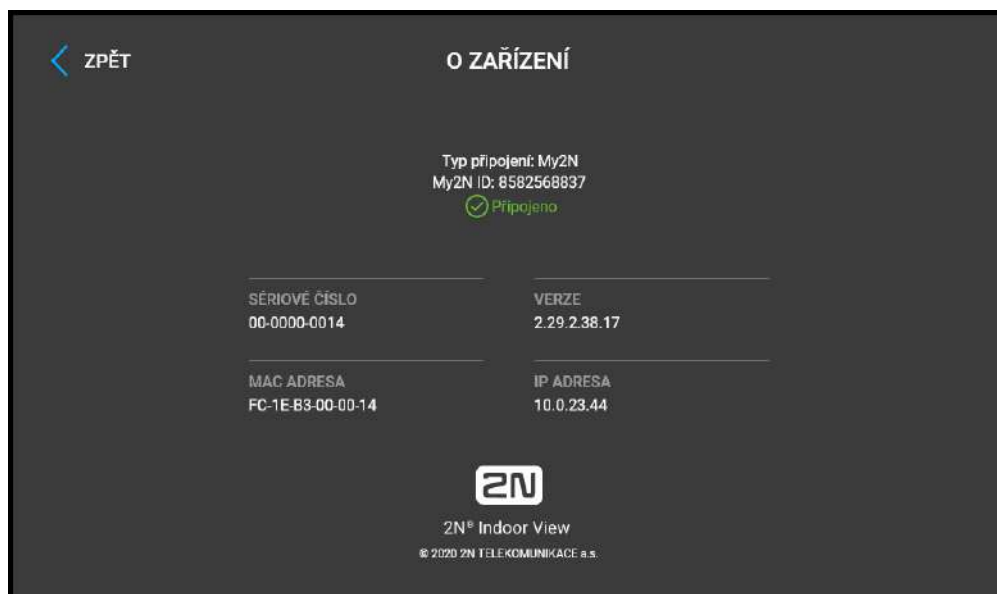 ZPĚT
O ZAŘÍZENÍ
Typ připojení: My2N
My2N ID: 8582568837
Připojeno
SÉRIOVÉ ČÍSLO
00-0000-0014
VERZE
2.29.2.38.17
MAC ADRESA
FC-1E-B3-00-00-14
IP ADRESA
10.0.23.44
2N
2N® Indoor View
© 2020 2N TELEKOMUNIKACE a.s.